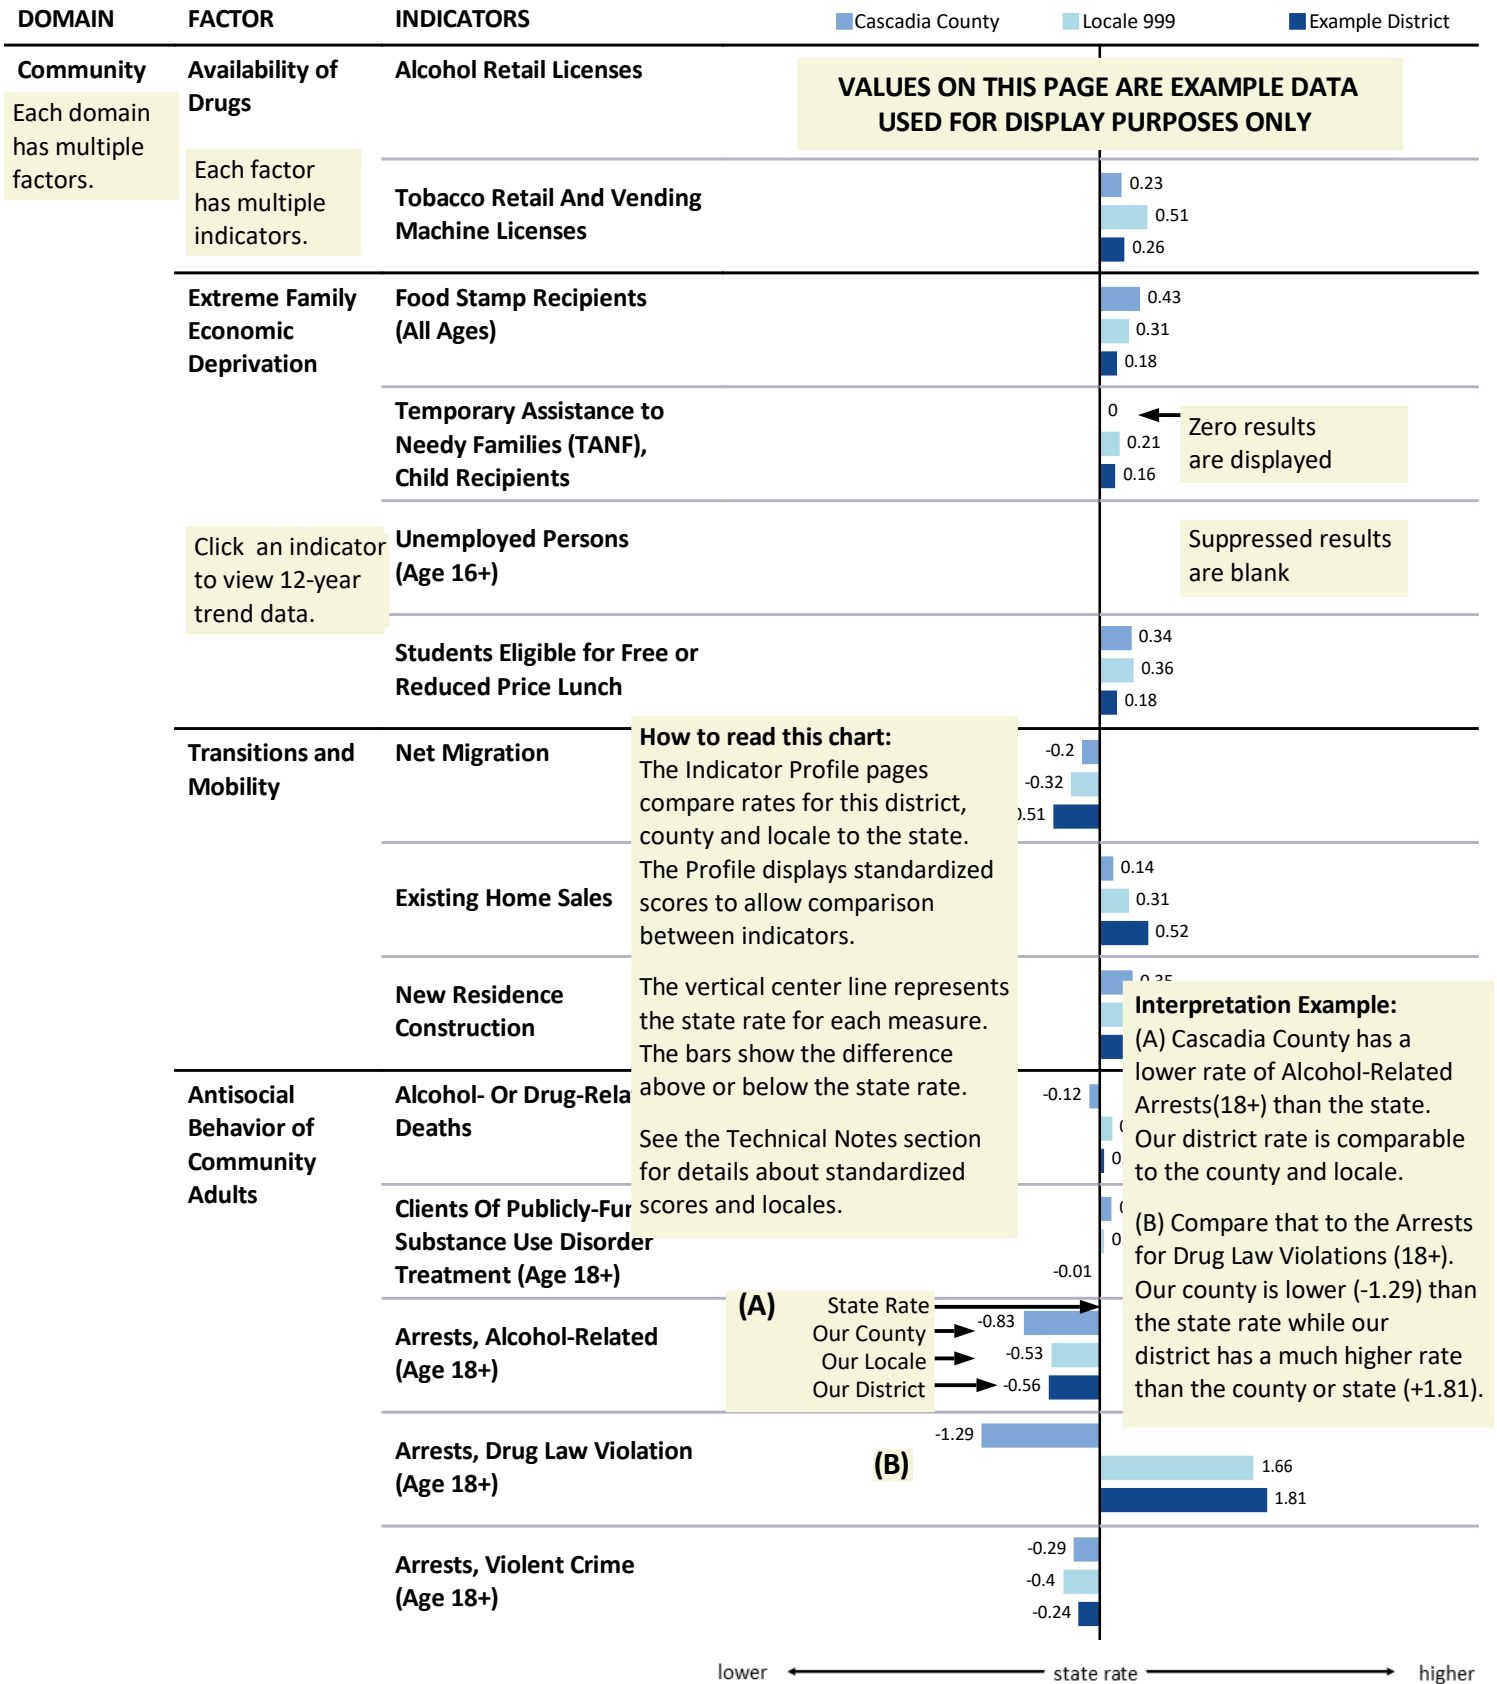 DOMAIN FACTOR INDICATORS Cascadia County Locale 999 Example District
Community
Each domain
has multiple
factors.
Availability of
Drugs
Each factor
has multiple
indicators.
Alcohol Retail Licenses
VALUES ON THIS PAGE ARE EXAMPLE DATA
USED FOR DISPLAY PURPOSES ONLY
Tobacco Retail And Vending
Machine Licenses
0.23
0.51
0.26
Extreme Family
Economic
Deprivation
Food Stamp Recipients
(All Ages)
0.43
0.31
0.18
Temporary Assistance to
Needy Families (TANF),
Child Recipients
0
0.21
0.16
Zero results
are displayed
Click an indicator
to view 12-year
trend data.
Unemployed Persons
(Age 16+)
Suppressed results
are blank
Students Eligible for Free or
Reduced Price Lunch
0.34
0.36
0.18
Transitions and
Mobility
Net Migration
-0.2
-0.32
.51
How to read this chart:
The Indicator Profile pages
compare rates for this district,
county and locale to the state.
The Profile displays standardized
scores to allow comparison
between indicators.
The vertical center line represents
the state rate for each measure.
The bars show the difference
above or below the state rate.
See the Technical Notes section
for details about standardized
scores and locales.
Existing Home Sales
0.14
0.31
0.52
New Residence
Construction
Interpretation Example:
(A) Cascadia County has a
lower rate of Alcohol-Related
Arrests(18+) than the state.
Our district rate is comparable
to the county and locale.
(B) Compare that to the Arrests
for Drug Law Violations (18+).
Our county is lower (-1.29) than
the state rate while our
district has a much higher rate
than the county or state (+1.81).
Antisocial
Behavior of
Community
Adults
Alcohol- Or Drug-Rela
Deaths
-0.12
0.
Clients Of Publicly-Fur
Substance Use Disorder
Treatment (Age 18+)
0.
-0.01
Arrests, Alcohol-Related
(Age 18+)
(A) State Rate
Our County -0.83
Our Locale -0.53
Our District -0.56
Arrests, Drug Law Violation
(Age 18+)
-1.29
(B)
1.66
1.81
Arrests, Violent Crime
(Age 18+)
-0.29
-0.4
-0.24
lower state rate higher